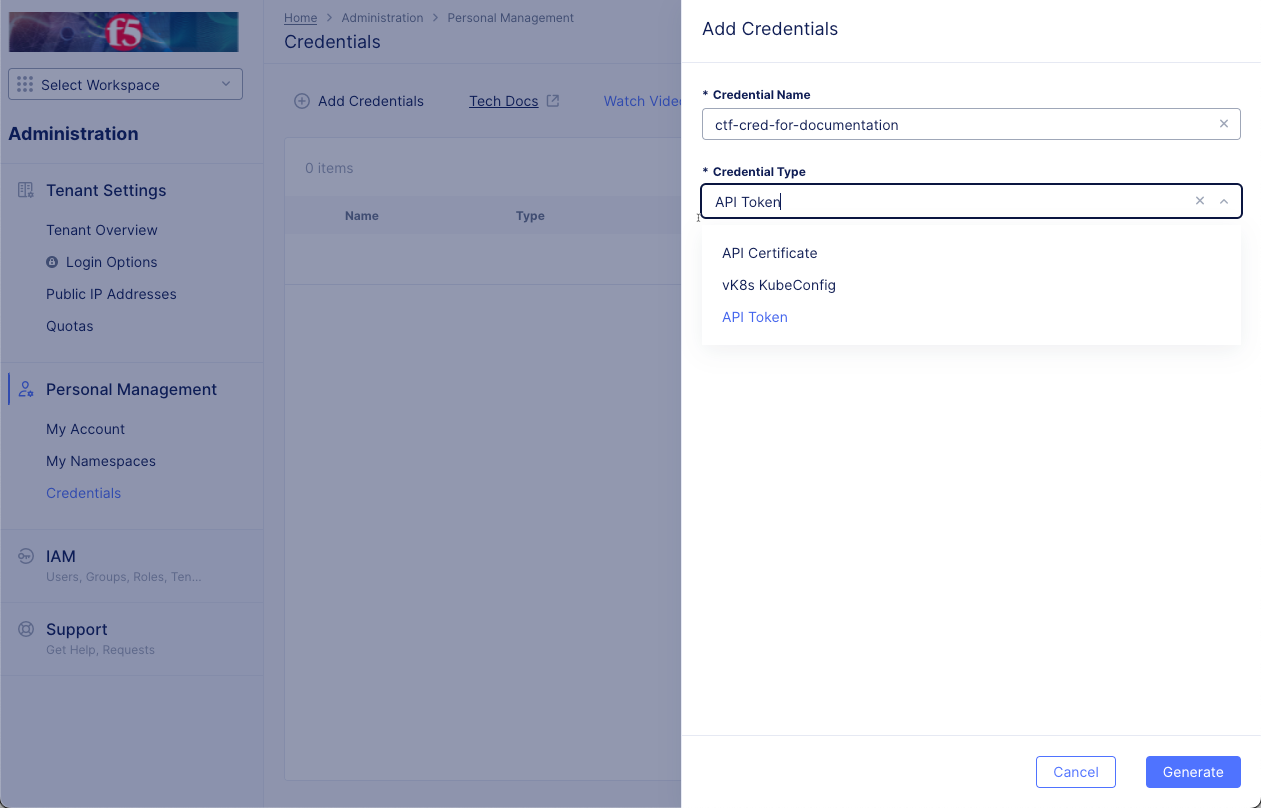 f5
Select Workspace
Administration
Tenant Settings
Tenant Overview
Login Options
Public IP Addresses
Quotas
Personal Management
My Account
My Namespaces
Credentials
IAM
Users, Groups, Roles, Ten...
Support
Get Help, Requests
Home > Administration > Personal Management
Credentials
Add Credentials Tech Docs Watch Video
0 items
Name Type
Add Credentials
* Credential Name
ctf-cred-for-documentation
* Credential Type
API Token
API Certificate
vK8s KubeConfig
API Token
Cancel Generate